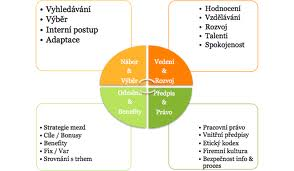 • Vyhledávání
• Výběr
• Interní postup
• Adaptace
• Hodnocení
• Vzdělávání
• Rozvoj
• Talenti
• Spokojenost
Nábor
&
Výběr
Vedení
&
Rozvoj
Odměny
&
Benefity
Předpis
&
Právo
• Strategie mezd
• Cíle / Bonusy
• Benefity
• Fix / Var
• Srovnání s trhem
• Pracovní právo
• Vnitřní předpisy
• Etický kodex
• Firemní kultura
• Bezpečnost info &
proces